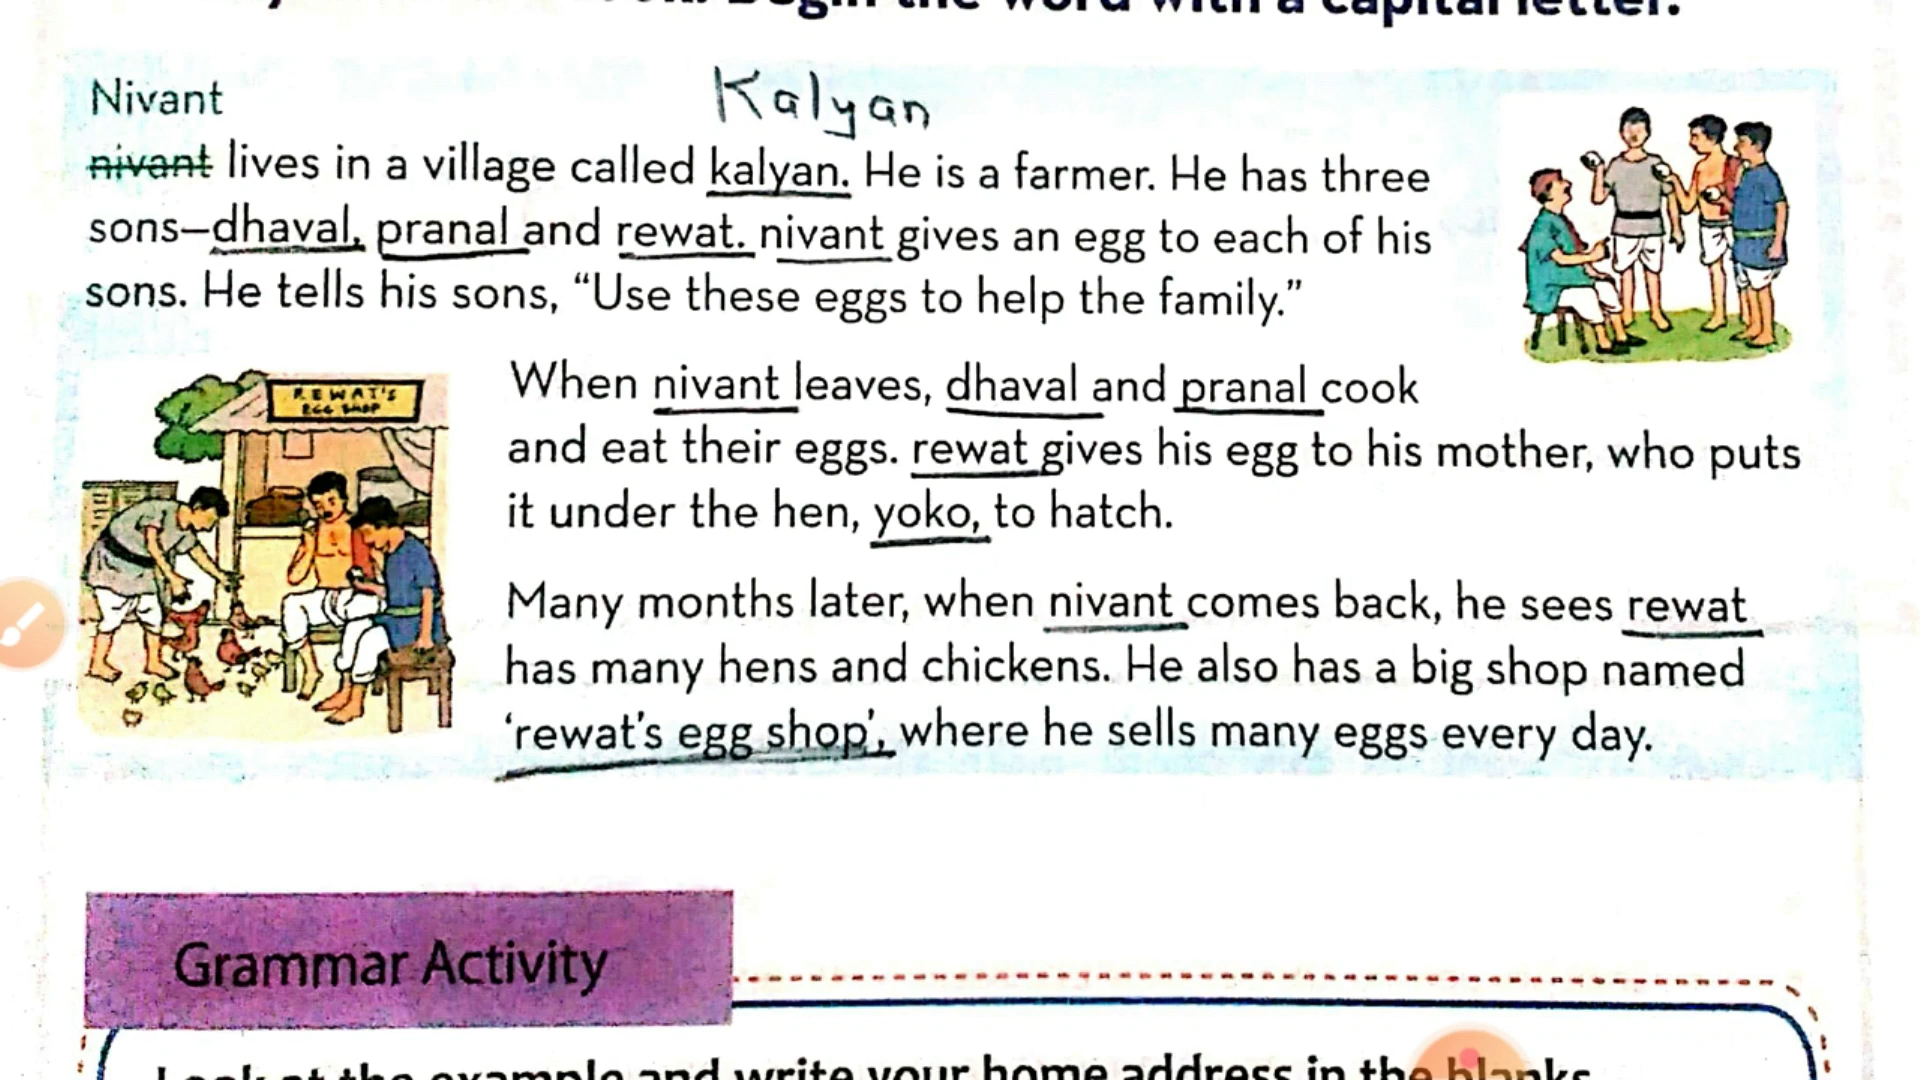 Begin the word with a capital letter.
Nivant
Kalyan
nivant lives in a village called kalyan. He is a farmer. He has three
sons–dhaval, pranal and rewat. nivant gives an egg to each of his
sons. He tells his sons, “Use these eggs to help the family.”
REWAT'S
EGG SHOP
When nivant leaves, dhaval and pranal cook
and eat their eggs. rewat gives his egg to his mother, who puts
it under the hen, yoko, to hatch.
Many months later, when nivant comes back, he sees rewat
has many hens and chickens. He also has a big shop named
‘rewat’s egg shop’, where he sells many eggs every day.
Grammar Activity
Look at the example and write your home address in the blanks